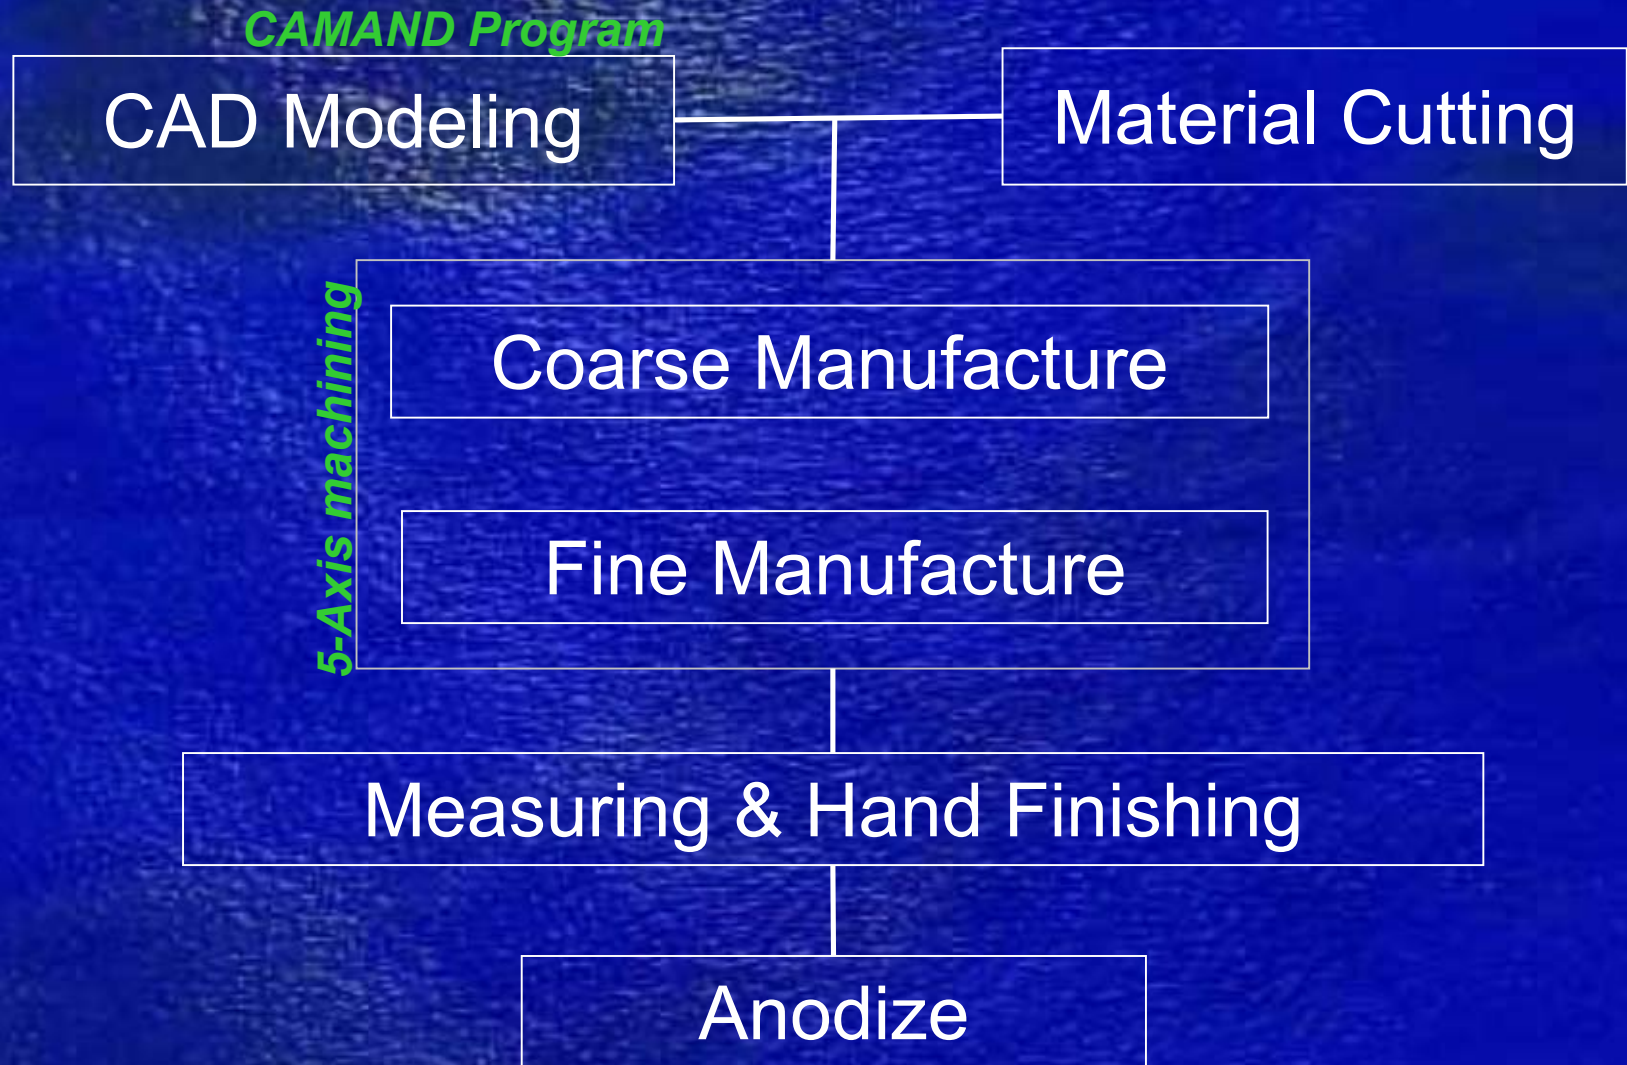 CAMAND Program
CAD Modeling
Material Cutting
5-Axis machining
Coarse Manufacture
Fine Manufacture
Measuring & Hand Finishing
Anodize